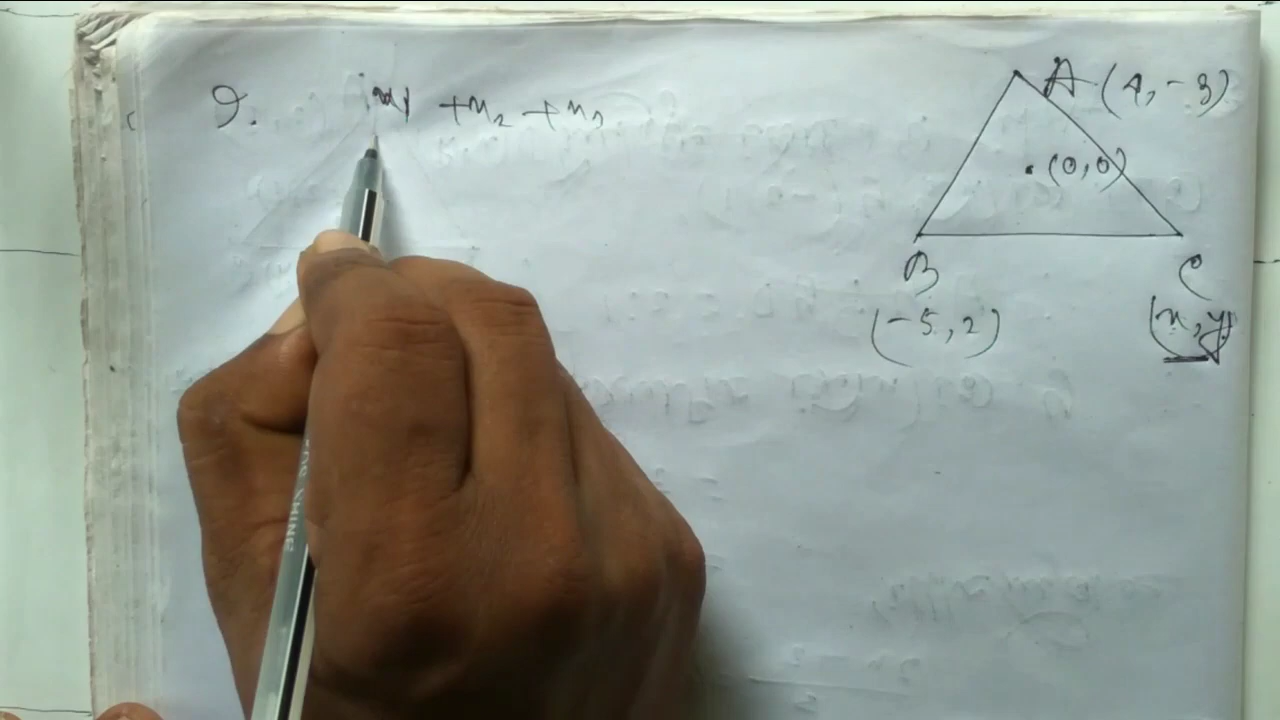 9. x₁ + x₂ + x₃
A (4, -3)
(0,0)
B
C
(-5, 2)
(x, y)